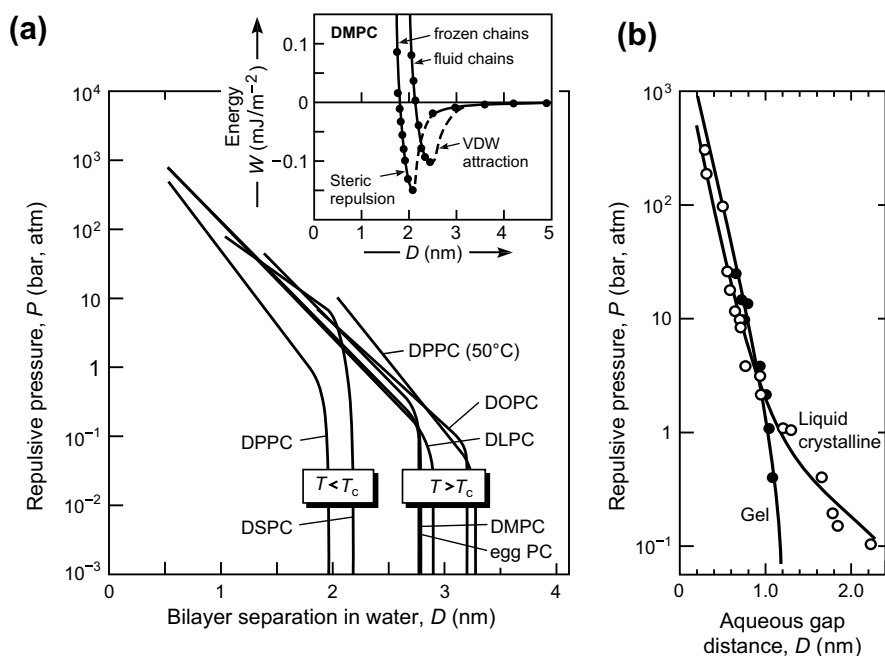 (a)
Energy
W (mJ/m⁻²)
0.15
0
−0.1
DMPC
frozen chains
fluid chains
VDW
attraction
Steric
repulsion
0 1 2 3 4 5
D (nm)
Repulsive pressure, P (bar, atm)
10⁴
10³
10²
10
1
10⁻¹
10⁻²
10⁻³
DPPC (50°C)
DOPC
DLPC
DPPC
T < Tc
T > Tc
DSPC
DMPC
egg PC
0 1 2 3 4
Bilayer separation in water, D (nm)
(b)
Repulsive pressure, P (bar, atm)
10³
10²
10
1
10⁻¹
Liquid
crystalline
Gel
0 1.0 2.0
Aqueous gap
distance, D (nm)